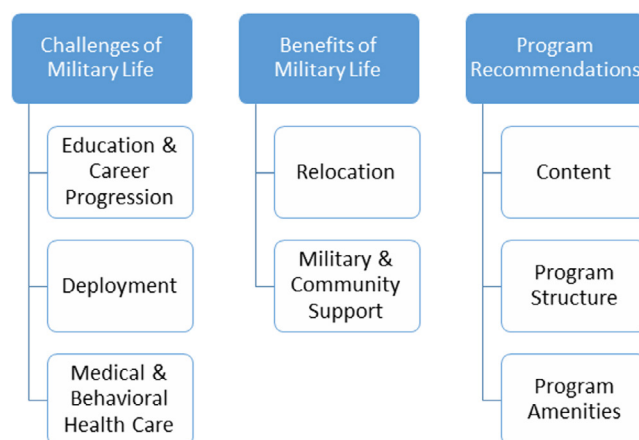 Challenges of
Military Life
Education &
Career
Progression
Deployment
Medical &
Behavioral
Health Care
Benefits of
Military Life
Relocation
Military &
Community
Support
Program
Recommendations
Content
Program
Structure
Program
Amenities